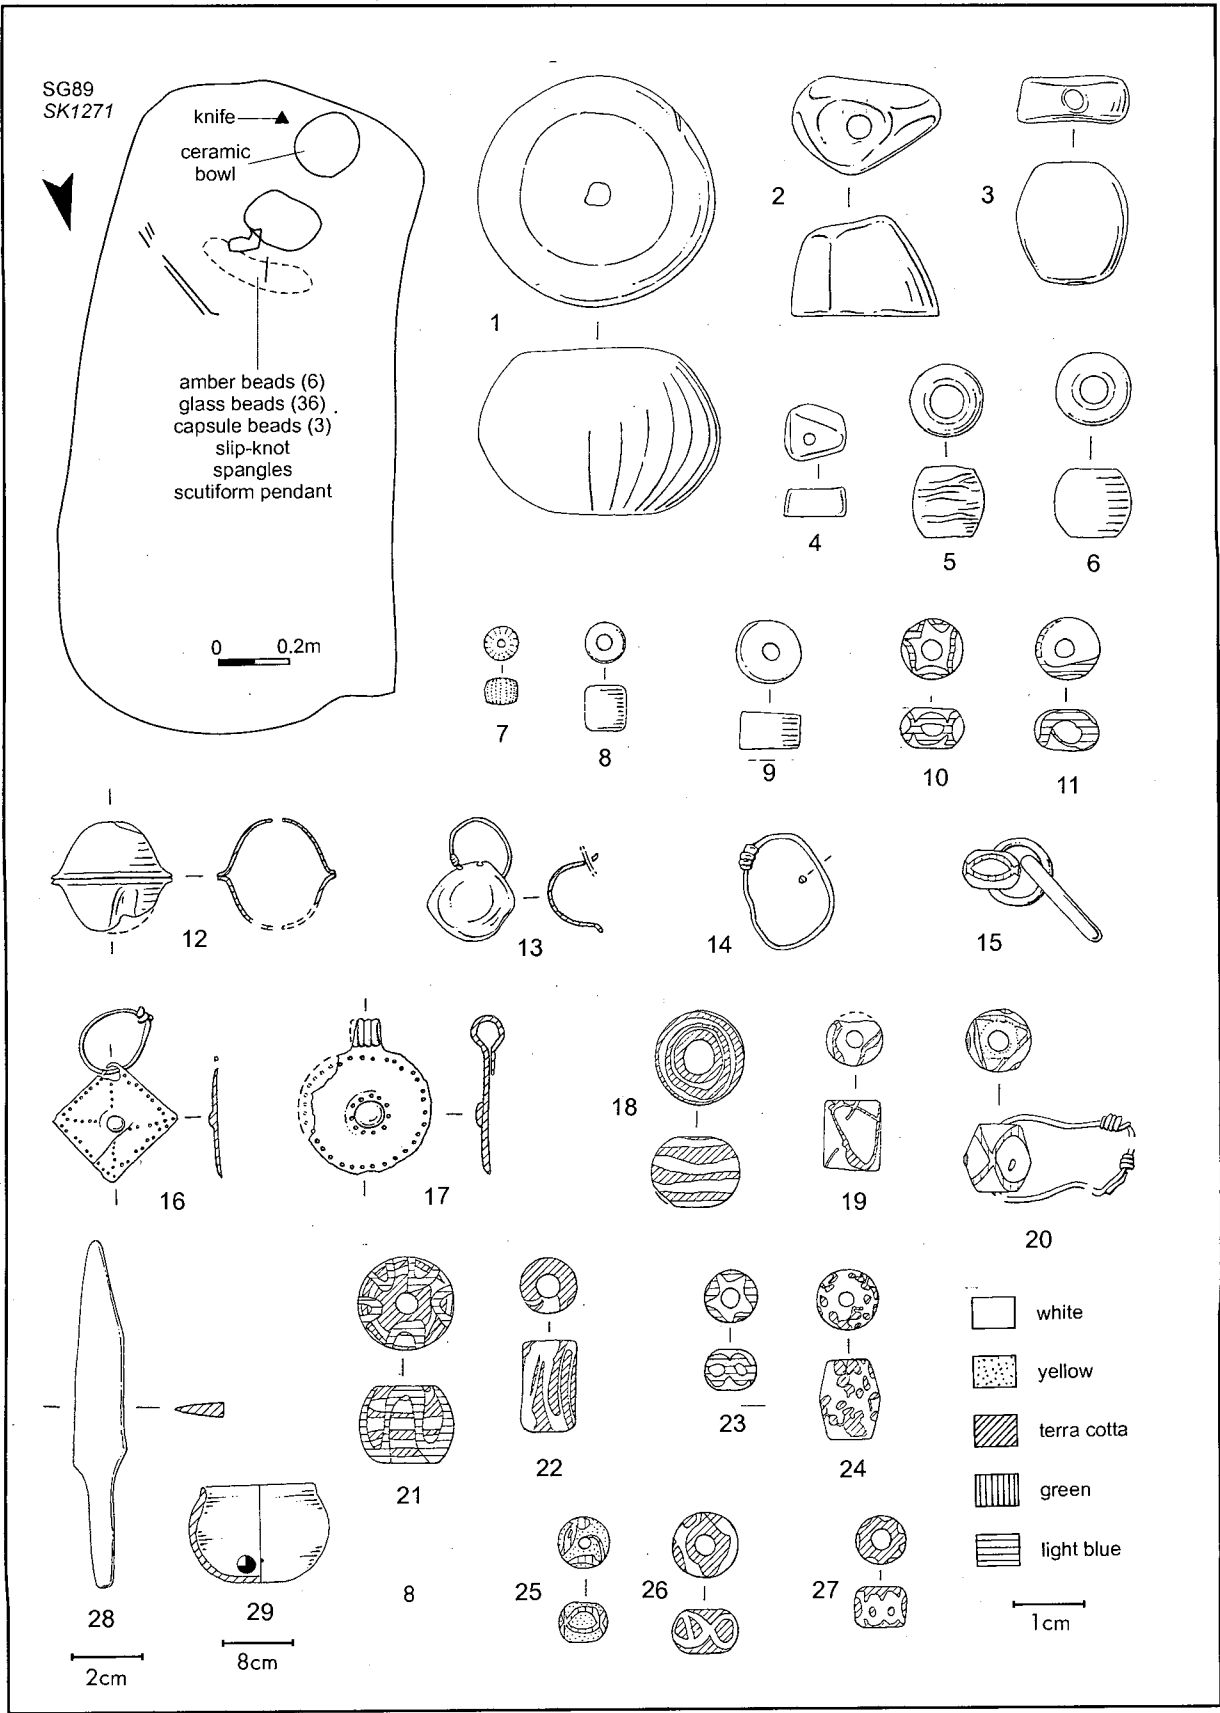 SG89
SK1271
knife
ceramic
bowl
amber beads (6)
glass beads (36)
capsule beads (3)
slip-knot
spangles
scutiform pendant
0 0.2m
1
2
3
4
5
6
7
8
9
10
11
12
13
14
15
16
17
18
19
20
21
22
23
24
white
yellow
terra cotta
green
light blue
25
26
27
28
29
8
1cm
2cm
8cm